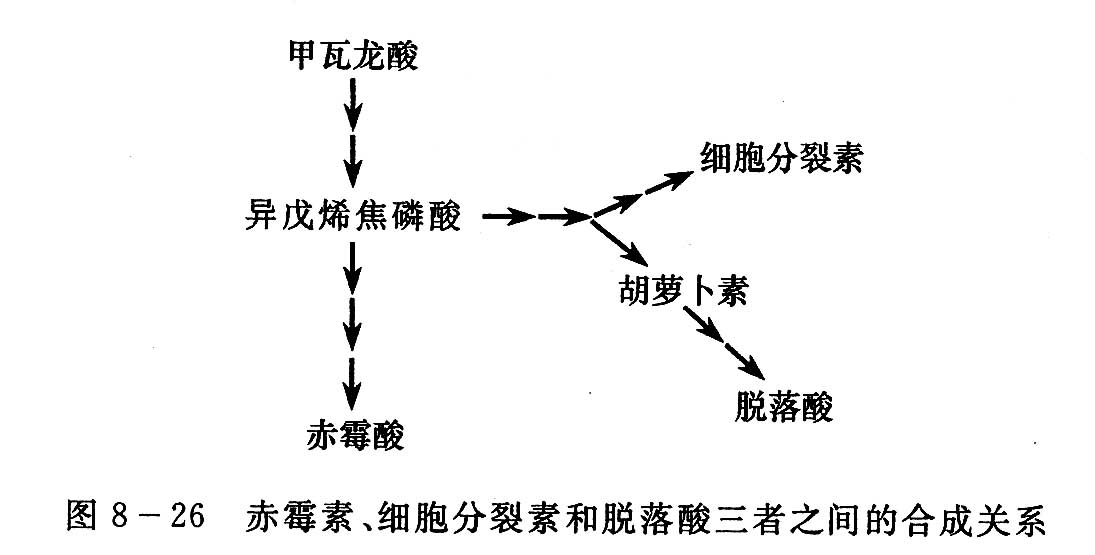 甲瓦龙酸
细胞分裂素
异戊烯焦磷酸
胡萝卜素
脱落酸
赤霉酸
图 8-26 赤霉素、细胞分裂素和脱落酸三者之间的合成关系